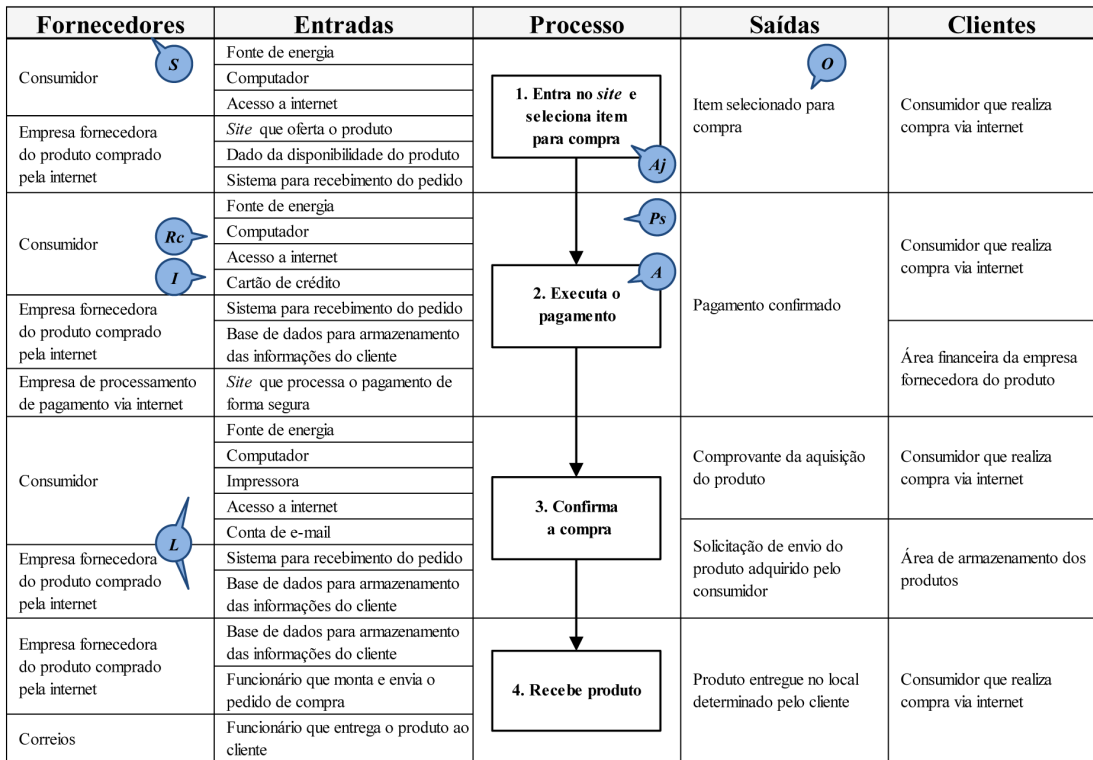 Fornecedores Entradas Processo Saídas Clientes
Consumidor
S
Fonte de energia
Computador
Acesso a internet
Empresa fornecedora
do produto comprado
pela internet
Site que oferta o produto
Dado da disponibilidade do produto
Sistema para recebimento do pedido
1. Entra no site e
seleciona item
para compra
Aj
O
Item selecionado para
compra
Consumidor que realiza
compra via internet
Consumidor
Rc
I
Fonte de energia
Computador
Acesso a internet
Cartão de crédito
Empresa fornecedora
do produto comprado
pela internet
Sistema para recebimento do pedido
Base de dados para armazenamento
das informações do cliente
Empresa de processamento
de pagamento via internet
Site que processa o pagamento de
forma segura
Ps
A
2. Executa o
pagamento
Pagamento confirmado
Consumidor que realiza
compra via internet
Área financeira da empresa
fornecedora do produto
Consumidor
L
Fonte de energia
Computador
Impressora
Acesso a internet
Conta de e-mail
Empresa fornecedora
do produto comprado
pela internet
Sistema para recebimento do pedido
Base de dados para armazenamento
das informações do cliente
3. Confirma
a compra
Comprovante da aquisição
do produto
Consumidor que realiza
compra via internet
Solicitação de envio do
produto adquirido pelo
consumidor
Área de armazenamento dos
produtos
Empresa fornecedora
do produto comprado
pela internet
Base de dados para armazenamento
das informações do cliente
Funcionário que monta e envia o
pedido de compra
Correios
Funcionário que entrega o produto ao
cliente
4. Recebe produto
Produto entregue no local
determinado pelo cliente
Consumidor que realiza
compra via internet